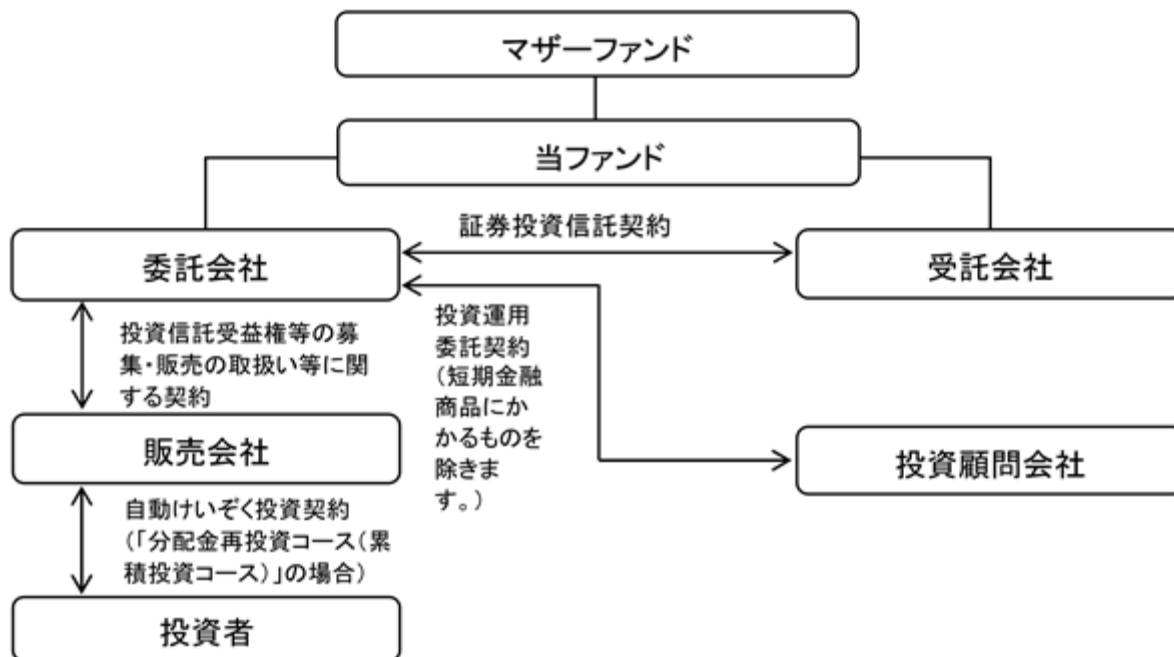 マザーファンド
当ファンド
証券投資信託契約
委託会社
受託会社
投資信託受益権等の募
集・販売の取扱い等に関
する契約
投資運用
委託契約
（短期金融
商品にか
かるものを
除きま
す。）
販売会社
投資顧問会社
自動けいぞく投資契約
（「分配金再投資コース（累
積投資コース）」の場合）
投資者